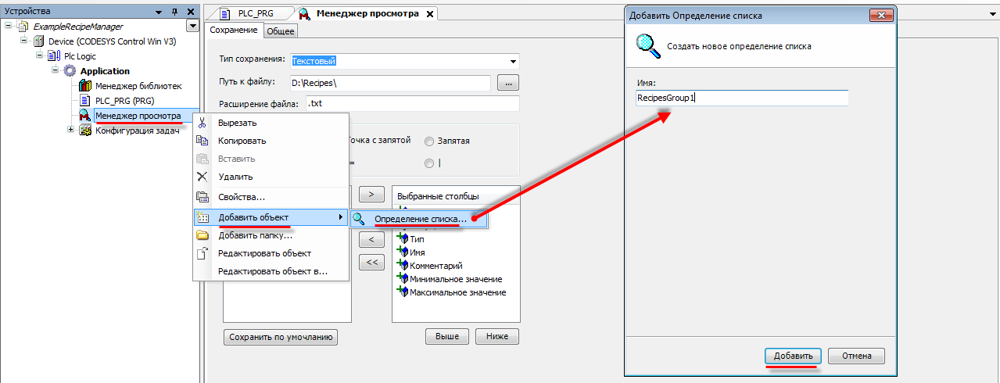 Устройства
ExampleRecipeManager
Device (CODESYS Control Win V3)
Plc Logic
Application
Менеджер библиотек
PLC_PRG (PRG)
Менеджер просмотра
Конфигурация задач
PLC_PRG
Менеджер просмотра
Сохранение
Общее
Тип сохранения:
Текстовый
Путь к файлу:
D:\Recipes\
...
Расширение файла:
.txt
Точка с запятой
Запятая
=
|
>
<
<<
Выбранные столбцы
Тип
Имя
Комментарий
Минимальное значение
Максимальное значение
Сохранить по умочланию
Выше
Ниже
Вырезать
Копировать
Вставить
Удалить
Свойства...
Добавить объект
Добавить папку...
Редактировать объект
Редактировать объект в...
Определение списка...
Добавить Определение списка
Создать новое определение списка
Имя:
RecipesGroup1
Добавить
Отмена